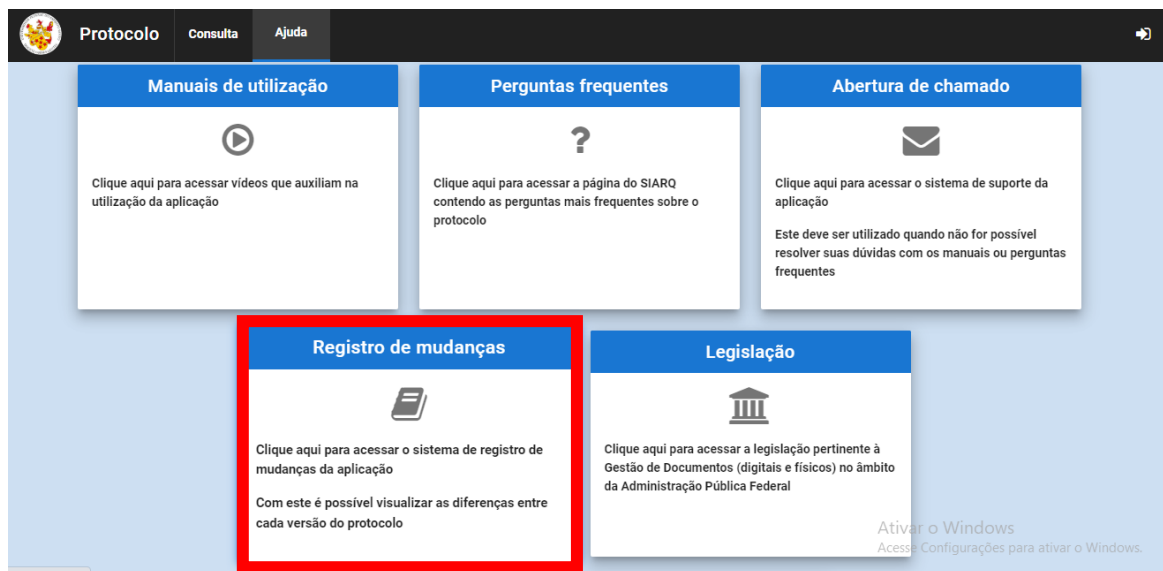 Protocolo
Consulta
Ajuda
Manuais de utilização
Clique aqui para acessar vídeos que auxiliam na
utilização da aplicação
Perguntas frequentes
?
Clique aqui para acessar a página do SIARQ
contendo as perguntas mais frequentes sobre o
protocolo
Abertura de chamado
Clique aqui para acessar o sistema de suporte da
aplicação
Este deve ser utilizado quando não for possível
resolver suas dúvidas com os manuais ou perguntas
frequentes
Registro de mudanças
Clique aqui para acessar o sistema de registro de
mudanças da aplicação
Com este é possível visualizar as diferenças entre
cada versão do protocolo
Legislação
Clique aqui para acessar a legislação pertinente à
Gestão de Documentos (digitais e físicos) no âmbito
da Administração Pública Federal
Ativar o Windows
Acesse Configurações para ativar o Windows.